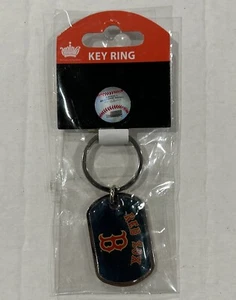 KEY RING
RED SOX
B